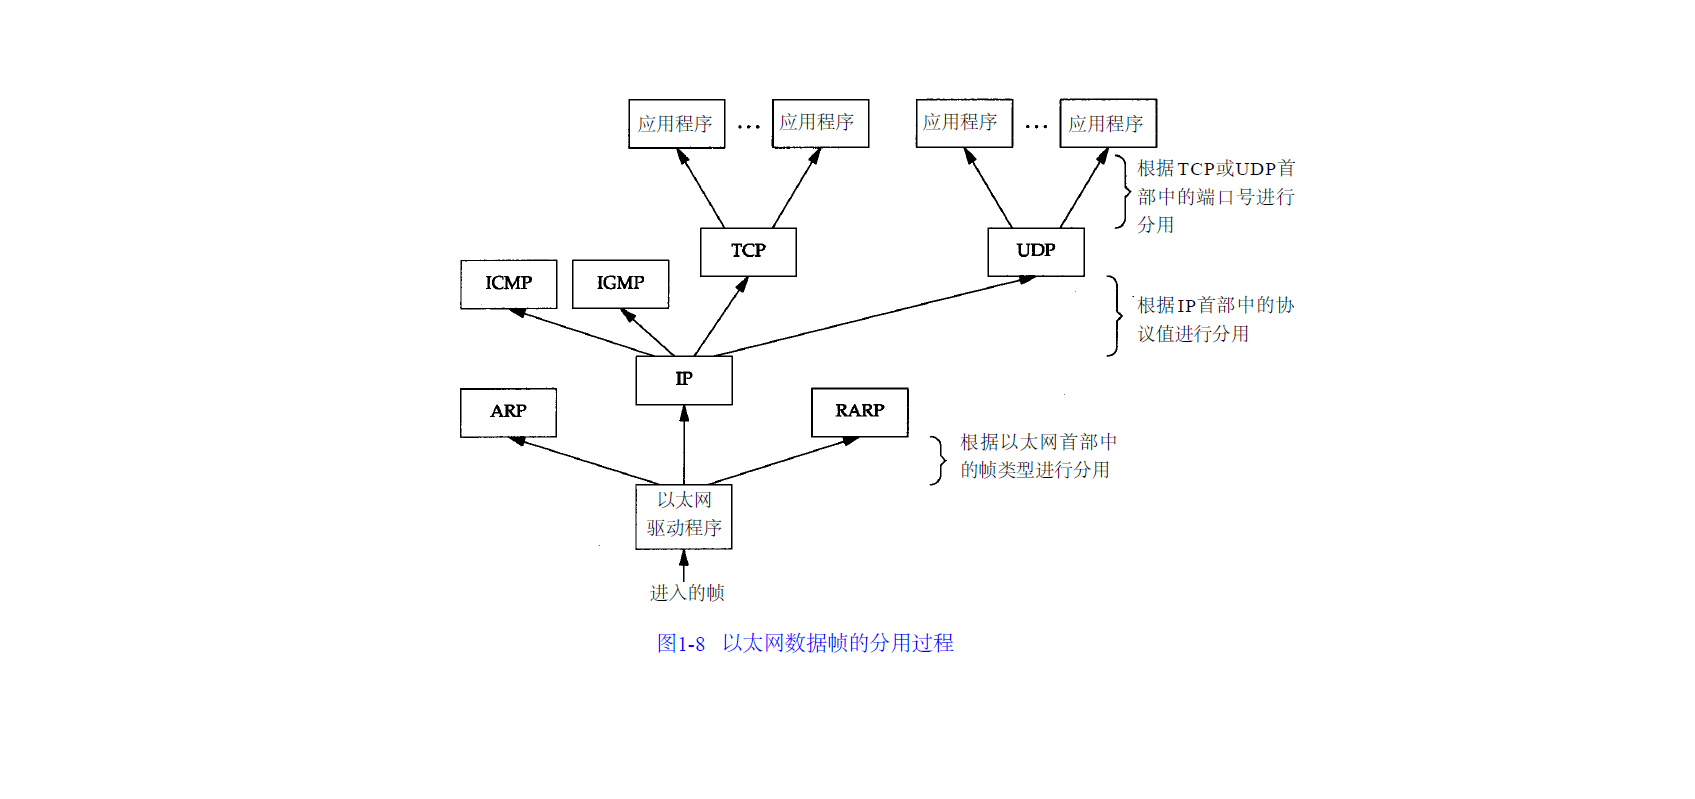 应用程序 … 应用程序 应用程序 … 应用程序
根据TCP或UDP首
部中的端口号进行
分用
TCP UDP
ICMP IGMP
根据IP首部中的协
议值进行分用
IP
ARP RARP
根据以太网首部中
的帧类型进行分用
以太网
驱动程序
进入的帧
图1-8 以太网数据帧的分用过程